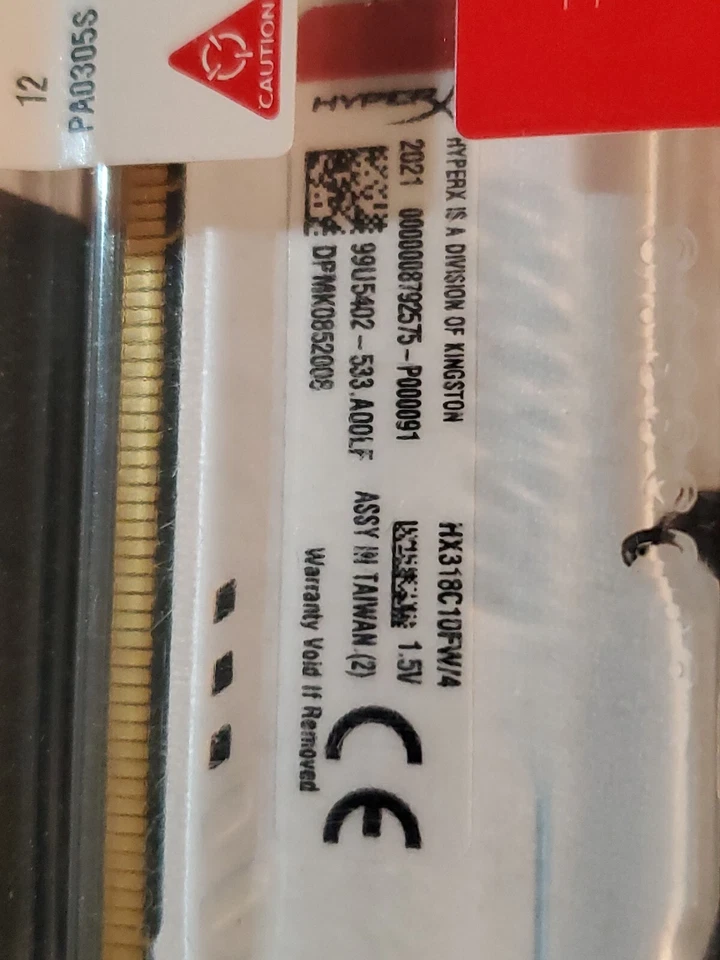 12
PA0305S
CAUTION
HYPERX
HYPERX IS A DIVISION OF KINGSTON
2021 0000008792575-P000091
99U5402-533.A00LF
DPMK0852008
HX318C10FW/4
1.5V
ASSY IN TAIWAN (2)
Warranty Void If Removed
CE